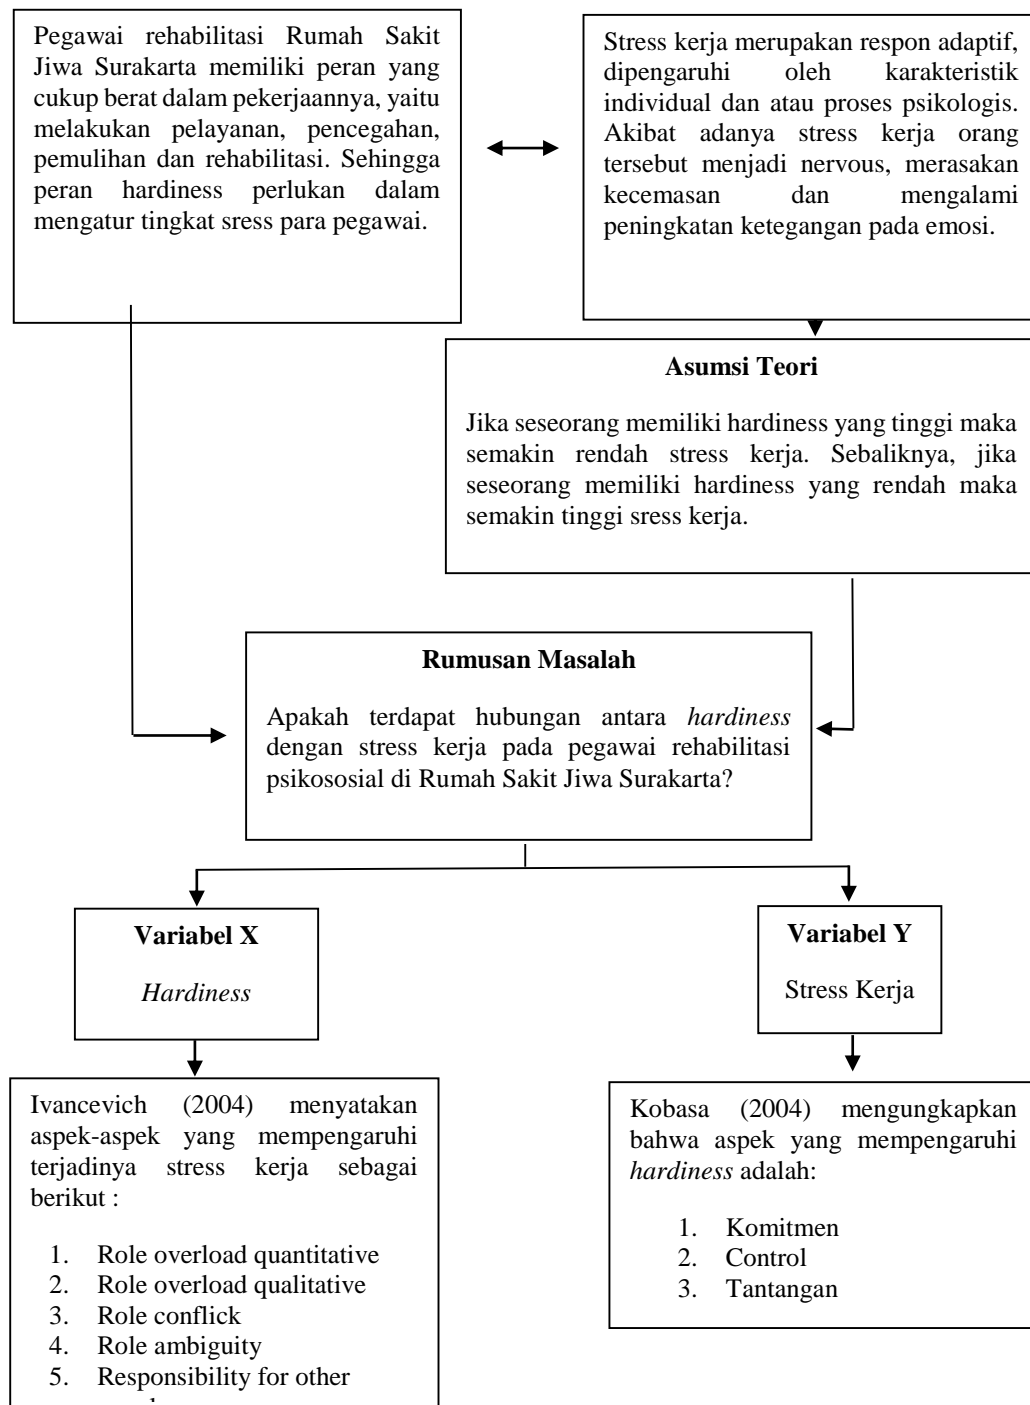 Pegawai rehabilitasi Rumah Sakit
Jiwa Surakarta memiliki peran yang
cukup berat dalam pekerjaannya, yaitu
melakukan pelayanan, pencegahan,
pemulihan dan rehabilitasi. Sehingga
peran hardiness perlukan dalam
mengatur tingkat sress para pegawai.
Stress kerja merupakan respon adaptif,
dipengaruhi oleh karakteristik
individual dan atau proses psikologis.
Akibat adanya stress kerja orang
tersebut menjadi nervous, merasakan
kecemasan dan mengalami
peningkatan ketegangan pada emosi.
Asumsi Teori
Jika seseorang memiliki hardiness yang tinggi maka
semakin rendah stress kerja. Sebaliknya, jika
seseorang memiliki hardiness yang rendah maka
semakin tinggi sress kerja.
Rumusan Masalah
Apakah terdapat hubungan antara hardiness
dengan stress kerja pada pegawai rehabilitasi
psikososial di Rumah Sakit Jiwa Surakarta?
Variabel X
Hardiness
Variabel Y
Stress Kerja
Ivancevich (2004) menyatakan
aspek-aspek yang mempengaruhi
terjadinya stress kerja sebagai
berikut :
1. Role overload quantitative
2. Role overload qualitative
3. Role conflick
4. Role ambiguity
5. Responsibility for other
Kobasa (2004) mengungkapkan
bahwa aspek yang mempengaruhi
hardiness adalah:
1. Komitmen
2. Control
3. Tantangan